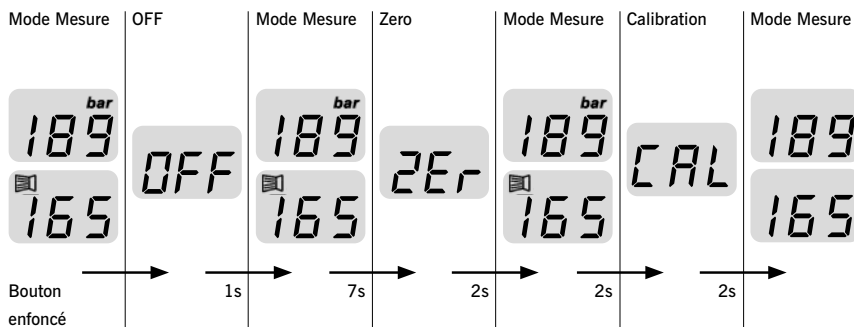 Mode Mesure OFF Mode Mesure Zero Mode Mesure Calibration Mode Mesure
bar bar bar
189 189 189 189
OFF 2Er CAL
165 165 165 165
Bouton 1s 7s 2s 2s 2s
enfoncé